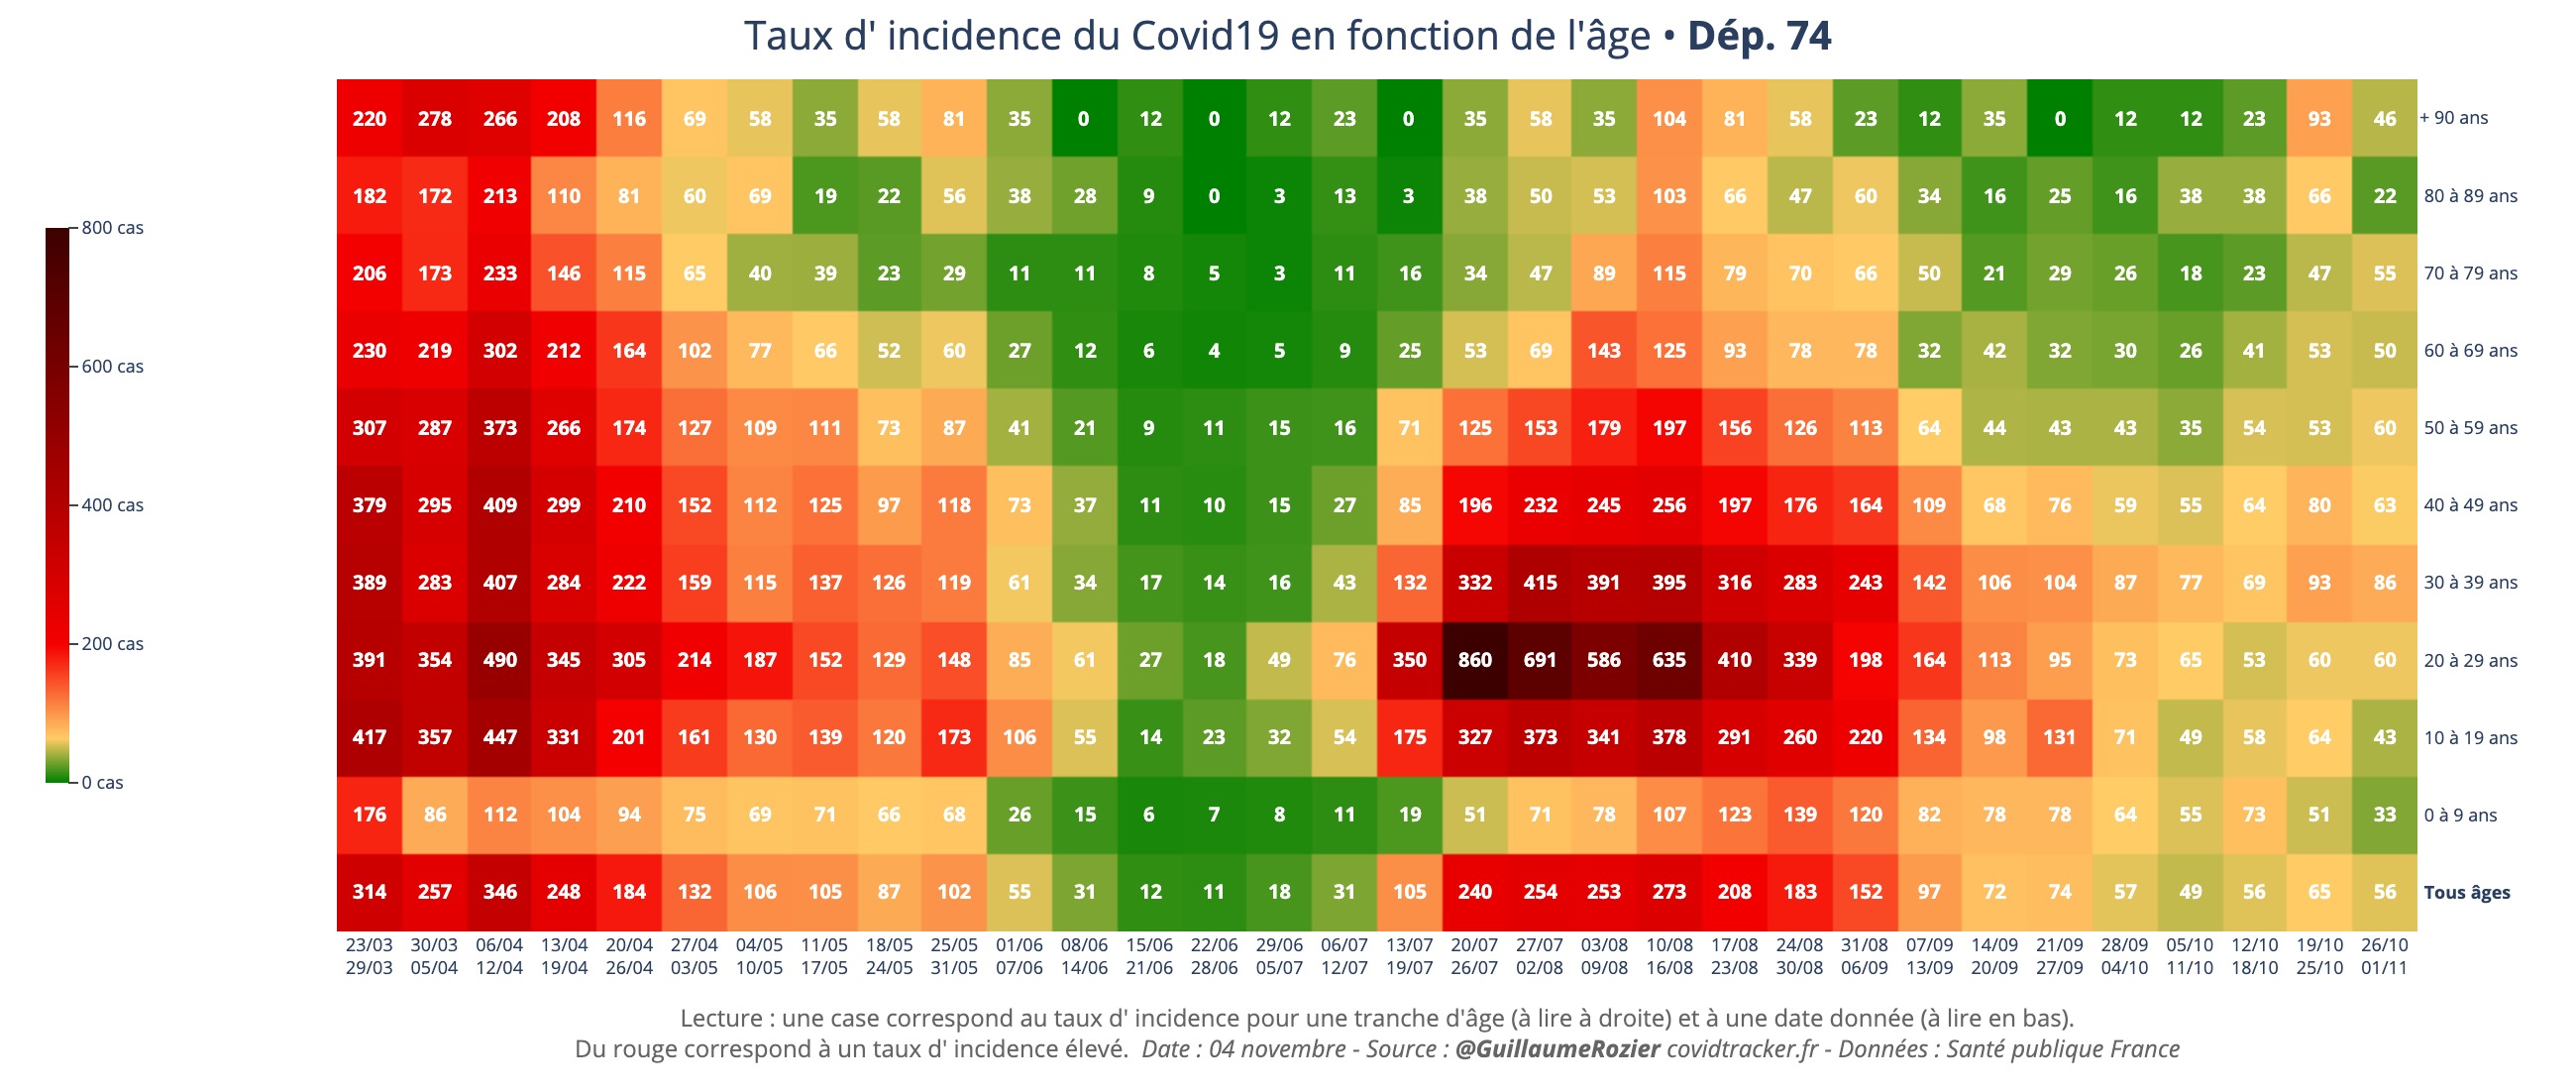 Taux d' incidence du Covid19 en fonction de l'âge • Dép. 74
220 278 266 208 116 69 58 35 58 81 35 0 12 0 12 23 0 35 58 35 104 81 58 23 12 35 0 12 12 23 93 46 + 90 ans
182 172 213 110 81 60 69 19 22 56 38 28 9 0 3 13 3 38 50 53 103 66 47 60 34 16 25 16 38 38 66 22 80 à 89 ans
800 cas
206 173 233 146 115 65 40 39 23 29 11 11 8 5 3 11 16 34 47 89 115 79 70 66 50 21 29 26 18 23 47 55 70 à 79 ans
230 219 302 212 164 102 77 66 52 60 27 12 6 4 5 9 25 53 69 143 125 93 78 78 32 42 32 30 26 41 53 50 60 à 69 ans
600 cas
307 287 373 266 174 127 109 111 73 87 41 21 9 11 15 16 71 125 153 179 197 156 126 113 64 44 43 43 35 54 53 60 50 à 59 ans
400 cas
379 295 409 299 210 152 112 125 97 118 73 37 11 10 15 27 85 196 232 245 256 197 176 164 109 68 76 59 55 64 80 63 40 à 49 ans
389 283 407 284 222 159 115 137 126 119 61 34 17 14 16 43 132 332 415 391 395 316 283 243 142 106 104 87 77 69 93 86 30 à 39 ans
200 cas
391 354 490 345 305 214 187 152 129 148 85 61 27 18 49 76 350 860 691 586 635 410 339 198 164 113 95 73 65 53 60 60 20 à 29 ans
417 357 447 331 201 161 130 139 120 173 106 55 14 23 32 54 175 327 373 341 378 291 260 220 134 98 131 71 49 58 64 43 10 à 19 ans
0 cas
176 86 112 104 94 75 69 71 66 68 26 15 6 7 8 11 19 51 71 78 107 123 139 120 82 78 78 64 55 73 51 33 0 à 9 ans
314 257 346 248 184 132 106 105 87 102 55 31 12 11 18 31 105 240 254 253 273 208 183 152 97 72 74 57 49 56 65 56 Tous âges
23/03 30/03 06/04 13/04 20/04 27/04 04/05 11/05 18/05 25/05 01/06 08/06 15/06 22/06 29/06 06/07 13/07 20/07 27/07 03/08 10/08 17/08 24/08 31/08 07/09 14/09 21/09 28/09 05/10 12/10 19/10 26/10
29/03 05/04 12/04 19/04 26/04 03/05 10/05 17/05 24/05 31/05 07/06 14/06 21/06 28/06 05/07 12/07 19/07 26/07 02/08 09/08 16/08 23/08 30/08 06/09 13/09 20/09 27/09 04/10 11/10 18/10 25/10 01/11
Lecture : une case correspond au taux d' incidence pour une tranche d'âge (à lire à droite) et à une date donnée (à lire en bas).
Du rouge correspond à un taux d' incidence élevé. Date : 04 novembre - Source : @GuillaumeRozier covidtracker.fr - Données : Santé publique France